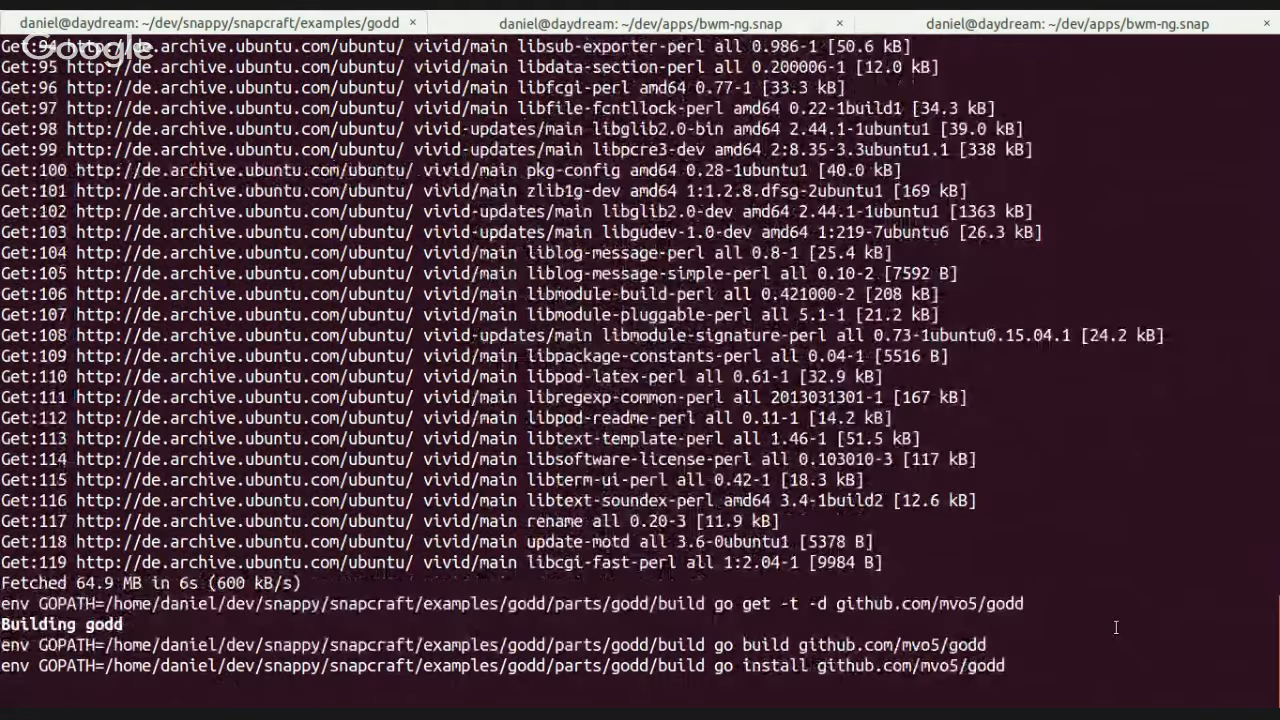 daniel@daydream: ~/dev/snappy/snapcraft/examples/godd × daniel@daydream: ~/dev/apps/bwm-ng.snap × daniel@daydream: ~/dev/apps/bwm-ng.snap ×
Google
Get:94 http://de.archive.ubuntu.com/ubuntu/ vivid/main libsub-exporter-perl all 0.986-1 [50.6 kB]
Get:95 http://de.archive.ubuntu.com/ubuntu/ vivid/main libdata-section-perl all 0.200006-1 [12.0 kB]
Get:96 http://de.archive.ubuntu.com/ubuntu/ vivid/main libfcgi-perl amd64 0.77-1 [33.3 kB]
Get:97 http://de.archive.ubuntu.com/ubuntu/ vivid/main libfile-fcntllock-perl amd64 0.22-1build1 [34.3 kB]
Get:98 http://de.archive.ubuntu.com/ubuntu/ vivid-updates/main libglib2.0-bin amd64 2.44.1-1ubuntu1 [39.0 kB]
Get:99 http://de.archive.ubuntu.com/ubuntu/ vivid-updates/main libpcre3-dev amd64 2:8.35-3.3ubuntu1.1 [338 kB]
Get:100 http://de.archive.ubuntu.com/ubuntu/ vivid/main pkg-config amd64 0.28-1ubuntu1 [40.0 kB]
Get:101 http://de.archive.ubuntu.com/ubuntu/ vivid/main zlib1g-dev amd64 1:1.2.8.dfsg-2ubuntu1 [169 kB]
Get:102 http://de.archive.ubuntu.com/ubuntu/ vivid-updates/main libglib2.0-dev amd64 2.44.1-1ubuntu1 [1363 kB]
Get:103 http://de.archive.ubuntu.com/ubuntu/ vivid-updates/main libgudev-1.0-dev amd64 1:219-7ubuntu6 [26.3 kB]
Get:104 http://de.archive.ubuntu.com/ubuntu/ vivid/main liblog-message-perl all 0.8-1 [25.4 kB]
Get:105 http://de.archive.ubuntu.com/ubuntu/ vivid/main liblog-message-simple-perl all 0.10-2 [7592 B]
Get:106 http://de.archive.ubuntu.com/ubuntu/ vivid/main libmodule-build-perl all 0.421000-2 [208 kB]
Get:107 http://de.archive.ubuntu.com/ubuntu/ vivid/main libmodule-pluggable-perl all 5.1-1 [21.2 kB]
Get:108 http://de.archive.ubuntu.com/ubuntu/ vivid-updates/main libmodule-signature-perl all 0.73-1ubuntu0.15.04.1 [24.2 kB]
Get:109 http://de.archive.ubuntu.com/ubuntu/ vivid/main libpackage-constants-perl all 0.04-1 [5516 B]
Get:110 http://de.archive.ubuntu.com/ubuntu/ vivid/main libpod-latex-perl all 0.61-1 [32.9 kB]
Get:111 http://de.archive.ubuntu.com/ubuntu/ vivid/main libregexp-common-perl all 2013031301-1 [167 kB]
Get:112 http://de.archive.ubuntu.com/ubuntu/ vivid/main libpod-readme-perl all 0.11-1 [14.2 kB]
Get:113 http://de.archive.ubuntu.com/ubuntu/ vivid/main libtext-template-perl all 1.46-1 [51.5 kB]
Get:114 http://de.archive.ubuntu.com/ubuntu/ vivid/main libsoftware-license-perl all 0.103010-3 [117 kB]
Get:115 http://de.archive.ubuntu.com/ubuntu/ vivid/main libterm-ui-perl all 0.42-1 [18.3 kB]
Get:116 http://de.archive.ubuntu.com/ubuntu/ vivid/main libtext-soundex-perl amd64 3.4-1build2 [12.6 kB]
Get:117 http://de.archive.ubuntu.com/ubuntu/ vivid/main rename all 0.20-3 [11.9 kB]
Get:118 http://de.archive.ubuntu.com/ubuntu/ vivid/main update-motd all 3.6-0ubuntu1 [5378 B]
Get:119 http://de.archive.ubuntu.com/ubuntu/ vivid/main libcgi-fast-perl all 1:2.04-1 [9984 B]
Fetched 64.9 MB in 6s (600 kB/s)
env GOPATH=/home/daniel/dev/snappy/snapcraft/examples/godd/parts/godd/build go get -t -d github.com/mvo5/godd
Building godd
env GOPATH=/home/daniel/dev/snappy/snapcraft/examples/godd/parts/godd/build go build github.com/mvo5/godd
env GOPATH=/home/daniel/dev/snappy/snapcraft/examples/godd/parts/godd/build go install github.com/mvo5/godd